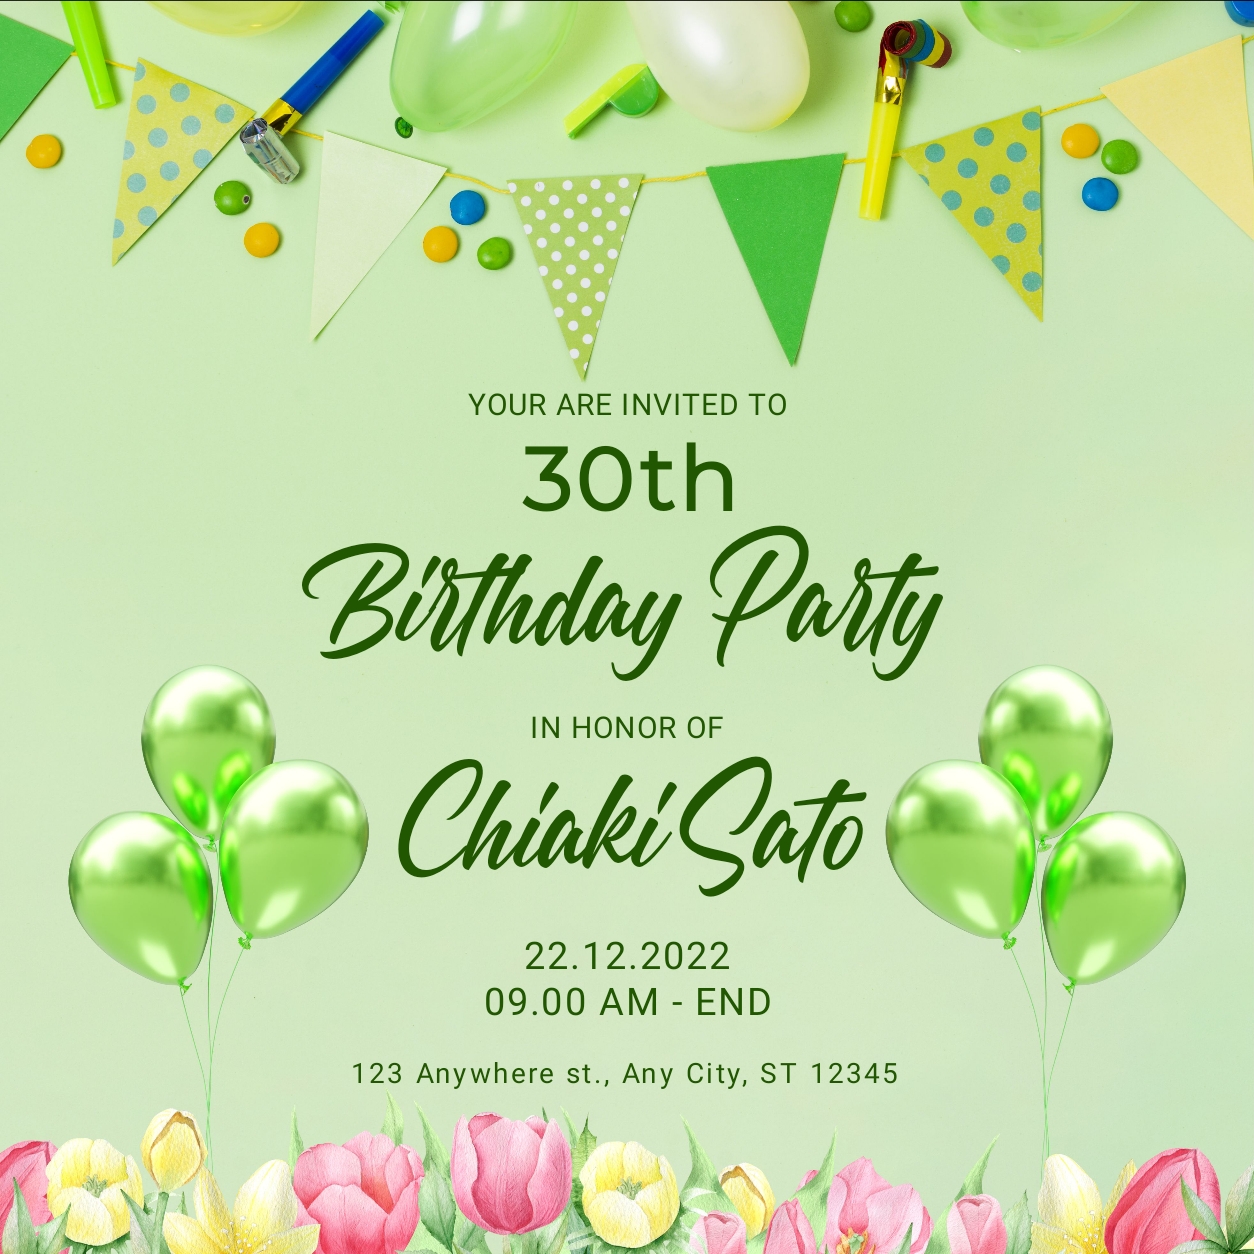 YOUR ARE INVITED TO
30th
Birthday Party
IN HONOR OF
Chiaki Sato
22.12.2022
09.00 AM - END
123 Anywhere st., Any City, ST 12345